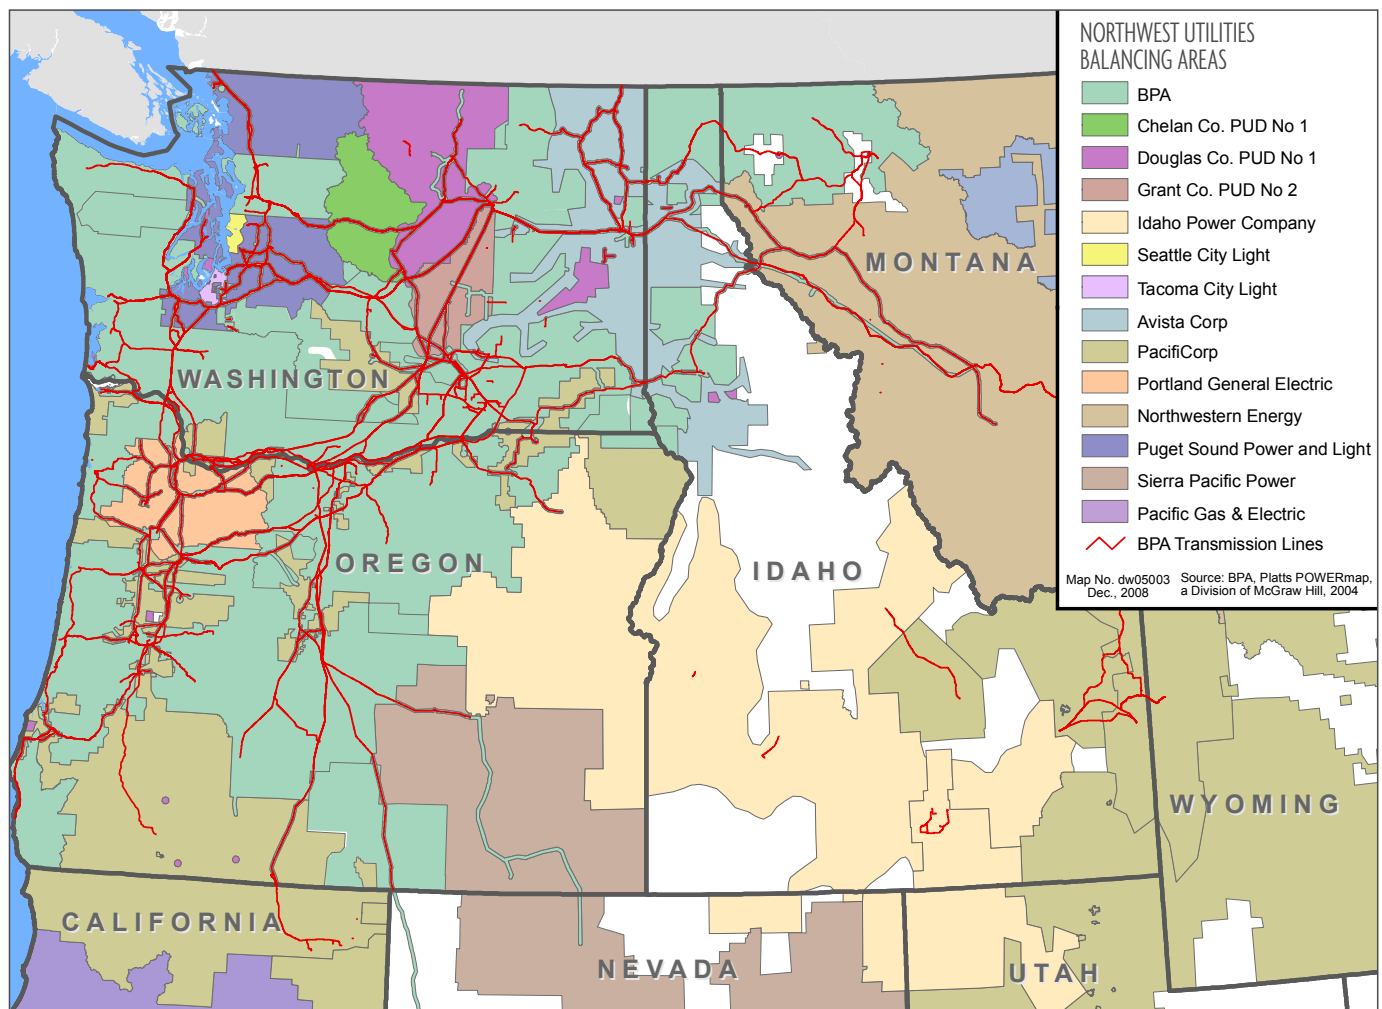 NORTHWEST UTILITIES
BALANCING AREAS
BPA
Chelan Co. PUD No 1
Douglas Co. PUD No 1
Grant Co. PUD No 2
Idaho Power Company
Seattle City Light
Tacoma City Light
Avista Corp
PacifiCorp
Portland General Electric
Northwestern Energy
Puget Sound Power and Light
Sierra Pacific Power
Pacific Gas & Electric
BPA Transmission Lines
Map No. dw05003
Dec., 2008
Source: BPA, Platts POWERmap,
a Division of McGraw Hill, 2004
MONTANA
WASHINGTON
OREGON
IDAHO
WYOMING
CALIFORNIA
NEVADA
UTAH